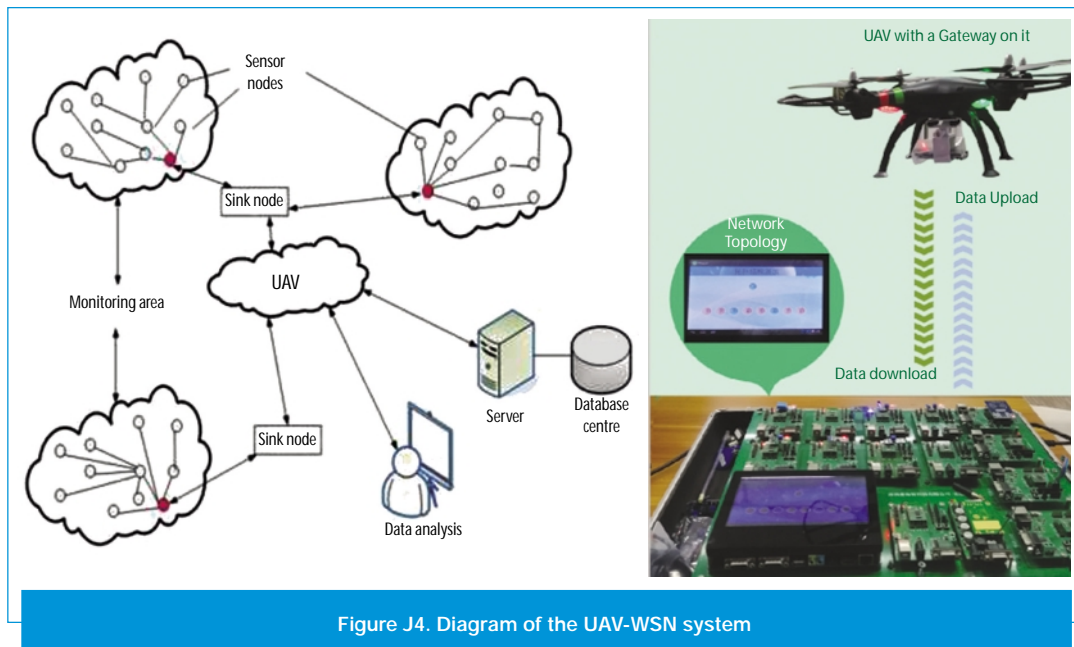 Sensor
nodes
Sink node
UAV
Monitoring area
Sink node
Server
Database
centre
Data analysis
UAV with a Gateway on it
Data Upload
Network
Topology
Data download
Figure J4. Diagram of the UAV-WSN system